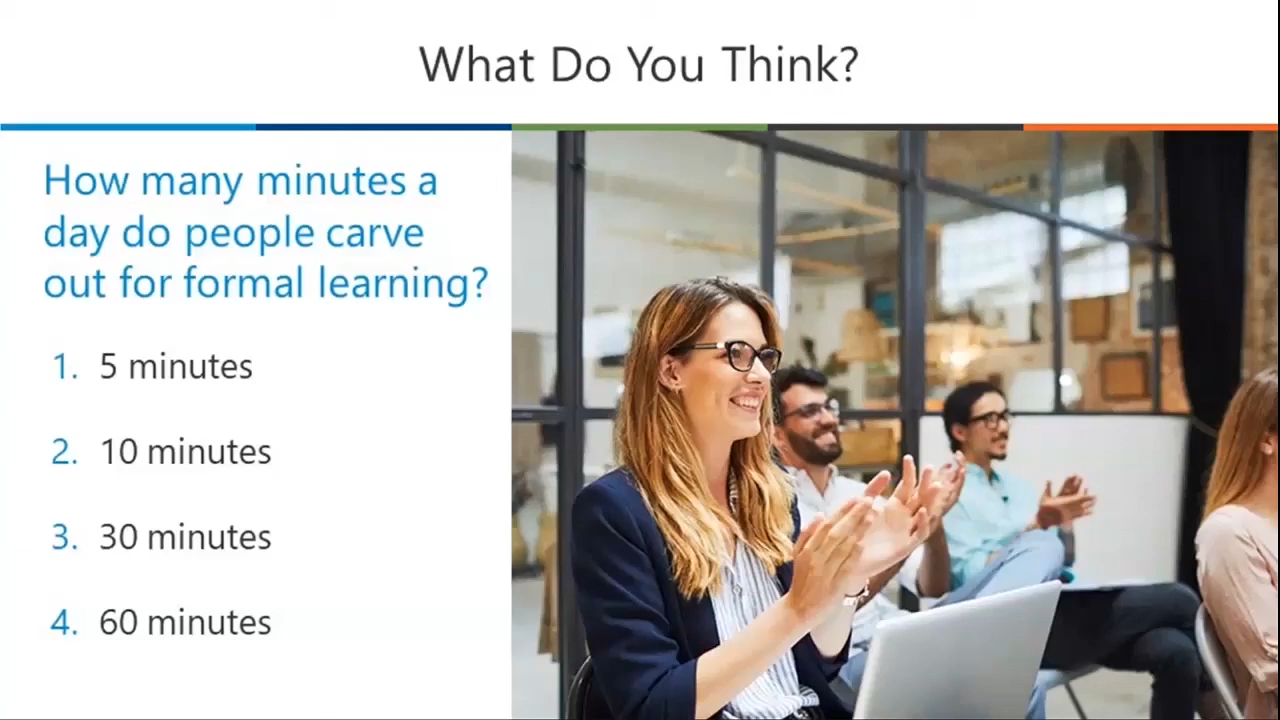 What Do You Think?
How many minutes a
day do people carve
out for formal learning?
1. 5 minutes
2. 10 minutes
3. 30 minutes
4. 60 minutes